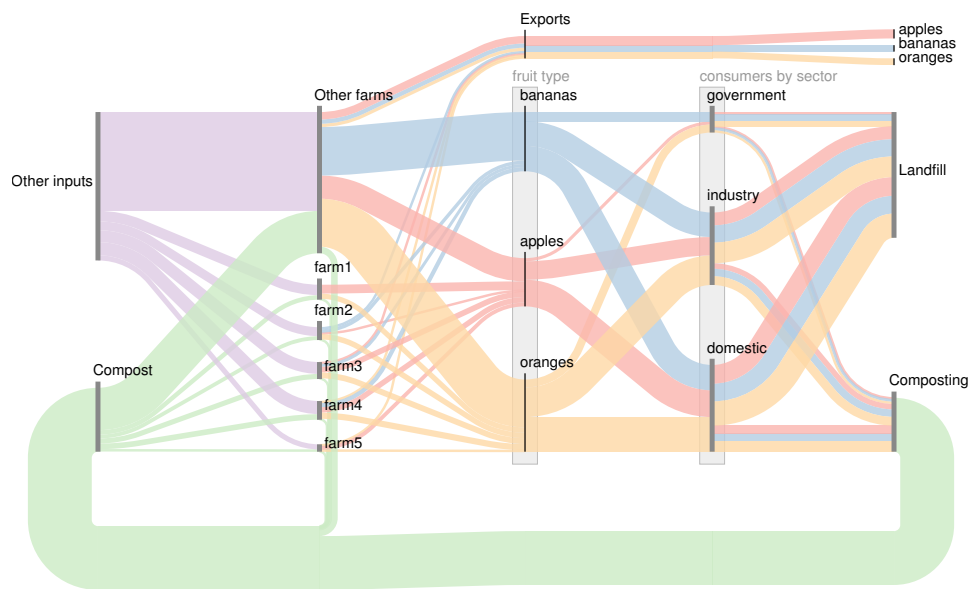 Exports
apples
bananas
oranges
fruit type
consumers by sector
Other farms
bananas
government
Other inputs
Landfill
industry
apples
farm1
farm2
domestic
oranges
farm3
Compost
Composting
farm4
farm5